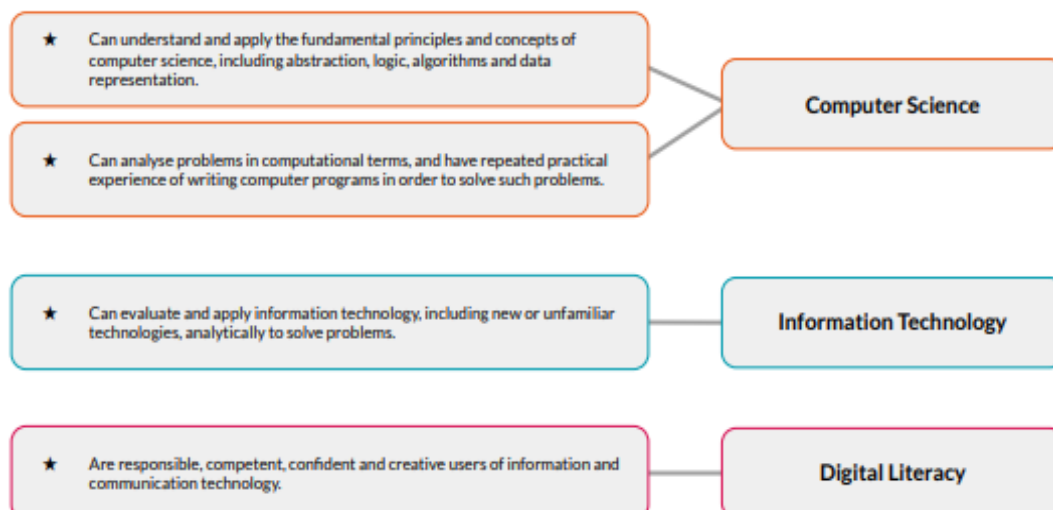 ★ Can understand and apply the fundamental principles and concepts of
computer science, including abstraction, logic, algorithms and data
representation.
Computer Science
★ Can analyse problems in computational terms, and have repeated practical
experience of writing computer programs in order to solve such problems.
★ Can evaluate and apply information technology, including new or unfamiliar
technologies, analytically to solve problems.
Information Technology
★ Are responsible, competent, confident and creative users of information and
communication technology.
Digital Literacy